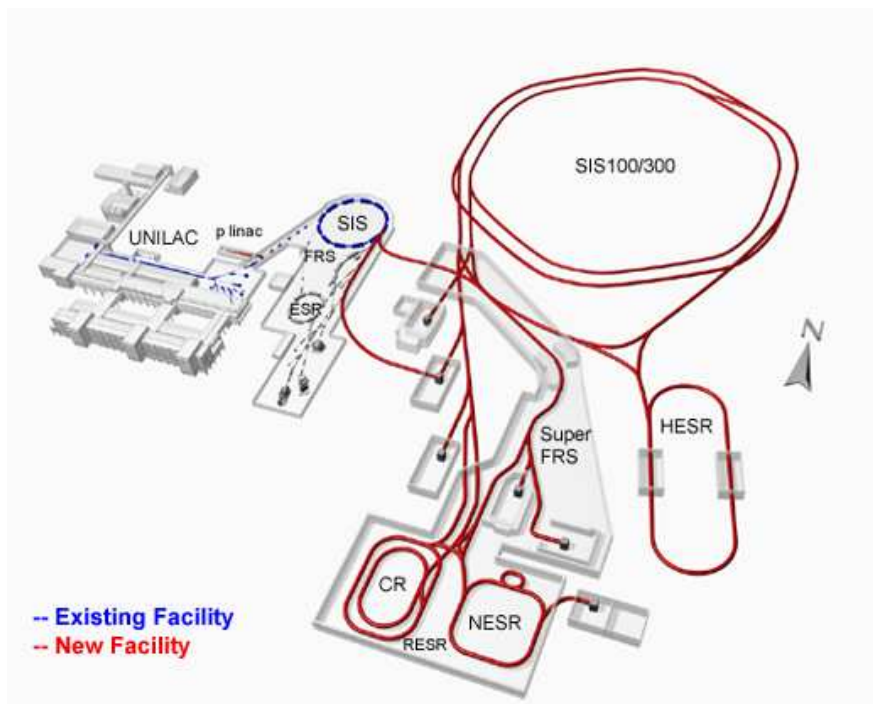 SIS100/300
SIS
UNILAC
p linac
FRS
ESR
N
HESR
Super
FRS
CR
NESR
RESR
-- Existing Facility
-- New Facility